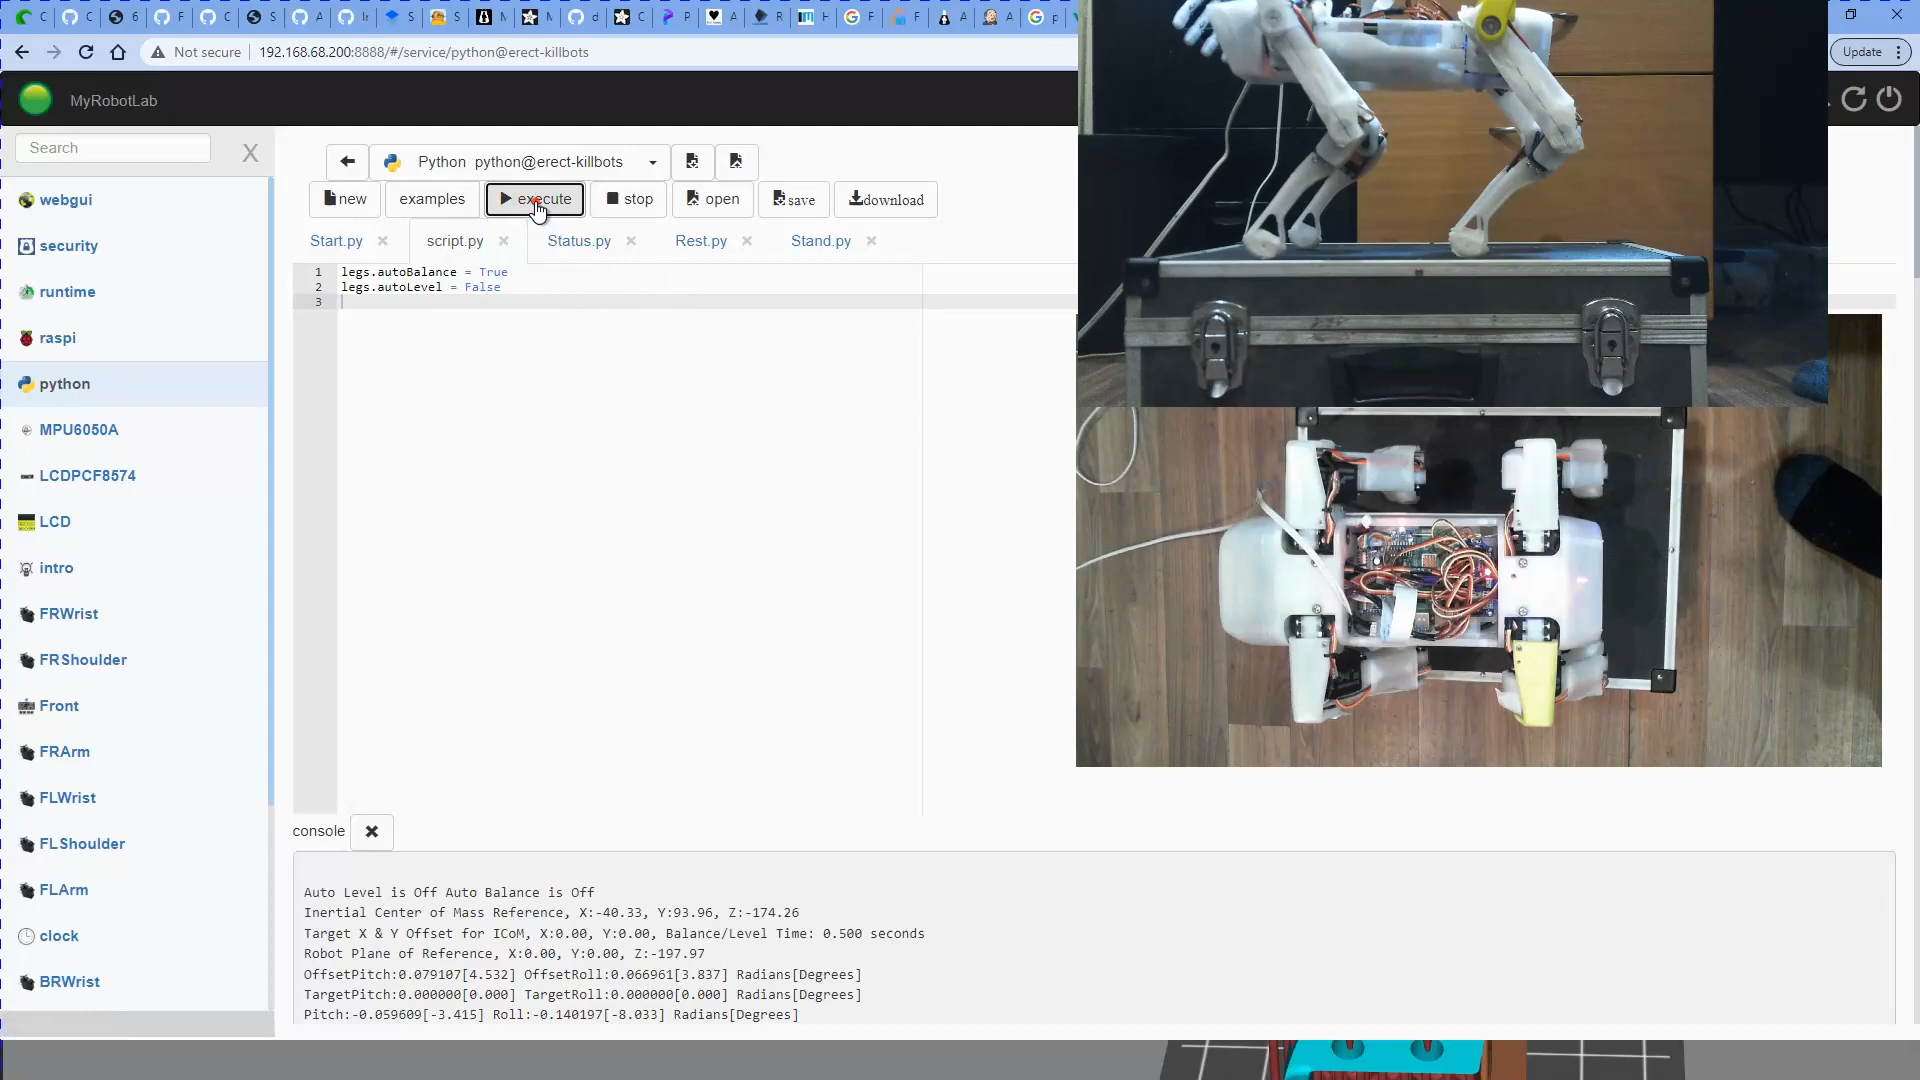 Not secure
192.168.68.200:8888/#/service/python@erect-killbots
Update
MyRobotLab
Search
X
webgui
security
runtime
raspi
python
MPU6050A
LCDPCF8574
LCD
intro
FRWrist
FRShoulder
Front
FRArm
FLWrist
FLShoulder
FLArm
clock
BRWrist
Python python@erect-killbots
new
examples
execute
stop
open
save
download
Start.py
script.py
Status.py
Rest.py
Stand.py
1 legs.autoBalance = True
2 legs.autoLevel = False
3
console
Auto Level is Off Auto Balance is Off
Inertial Center of Mass Reference, X:-40.33, Y:93.96, Z:-174.26
Target X & Y Offset for ICoM, X:0.00, Y:0.00, Balance/Level Time: 0.500 seconds
Robot Plane of Reference, X:0.00, Y:0.00, Z:-197.97
OffsetPitch:0.079107[4.532] OffsetRoll:0.066961[3.837] Radians[Degrees]
TargetPitch:0.000000[0.000] TargetRoll:0.000000[0.000] Radians[Degrees]
Pitch:-0.059609[-3.415] Roll:-0.140197[-8.033] Radians[Degrees]